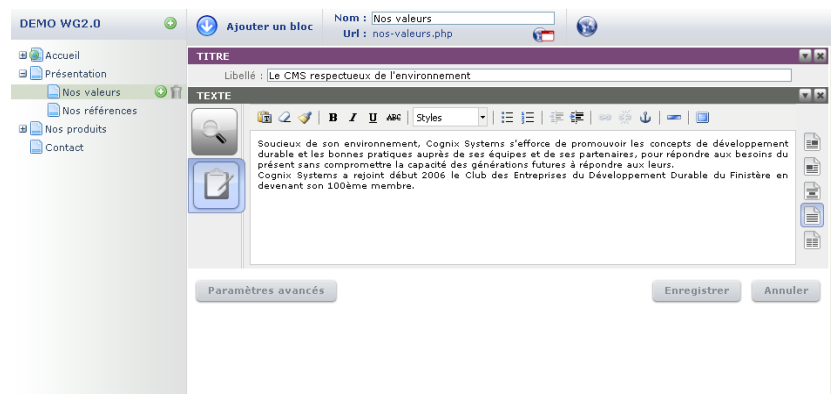 DEMO WG2.0
Accueil
Présentation
Nos valeurs
Nos références
Nos produits
Contact
Ajouter un bloc
Nom : Nos valeurs
Url : nos-valeurs.php
TITRE
Libellé : Le CMS respectueux de l'environnement
TEXTE
B I U ABC Styles
Soucieux de son environnement, Cognix Systems s'efforce de promouvoir les concepts de développement
durable et les bonnes pratiques auprès de ses équipes et de ses partenaires, pour répondre aux besoins du
présent sans compromettre la capacité des générations futures à répondre aux leurs.
Cognix Systems a rejoint début 2006 le Club des Entreprises du Développement Durable du Finistère en
devenant son 100ème membre.
Paramètres avancés
Enregistrer
Annuler